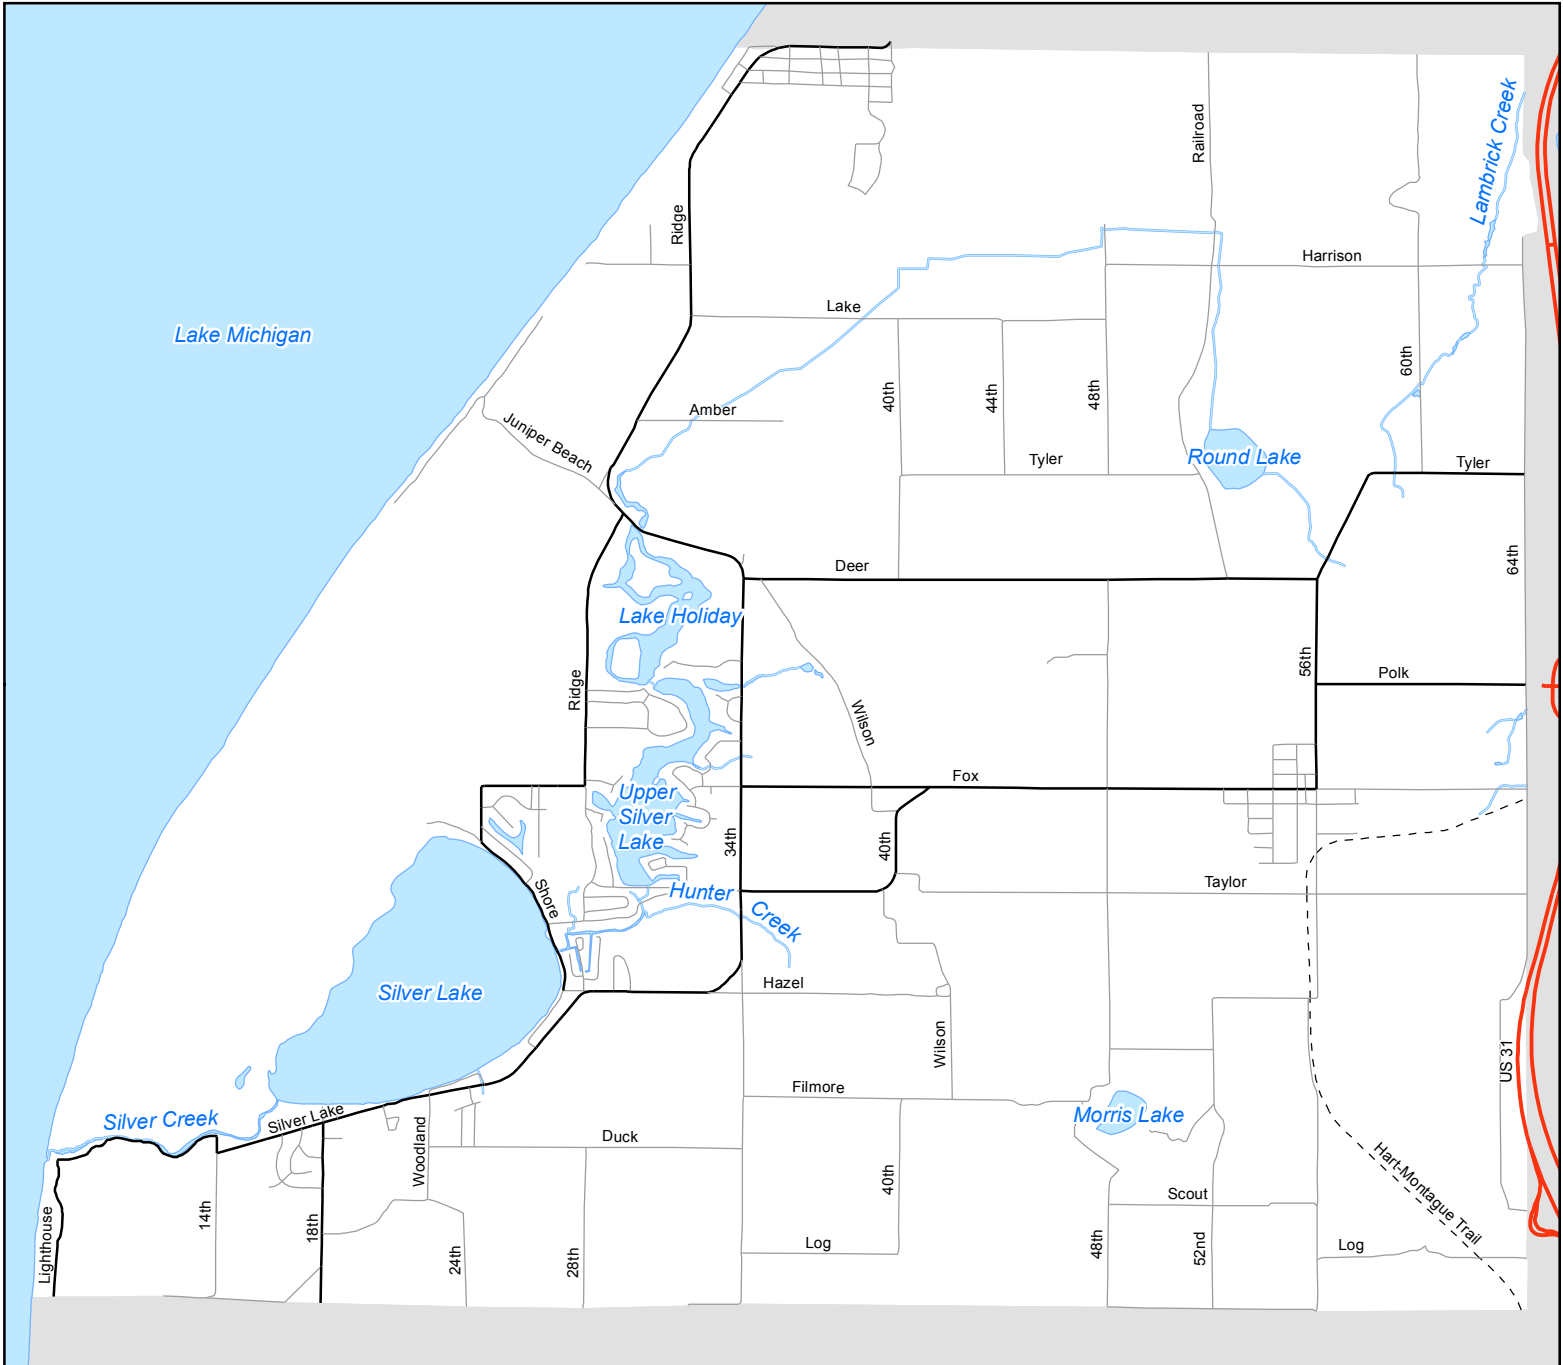 Lambrick Creek
Railroad
Ridge
Harrison
Lake
Lake Michigan
60th
40th
44th
48th
Amber
Juniper Beach
Tyler
Round Lake
Tyler
Deer
64th
Lake Holiday
56th
Polk
Ridge
Wilson
Fox
Upper
Silver
Lake
34th
40th
Taylor
Shore
Hunter Creek
Hazel
Silver Lake
Wilson
US 31
Filmore
Silver Creek
Silver Lake
Morris Lake
Duck
Woodland
40th
Hart-Montague Trail
Scout
14th
18th
Lighthouse
24th
28th
Log
48th
52nd
Log